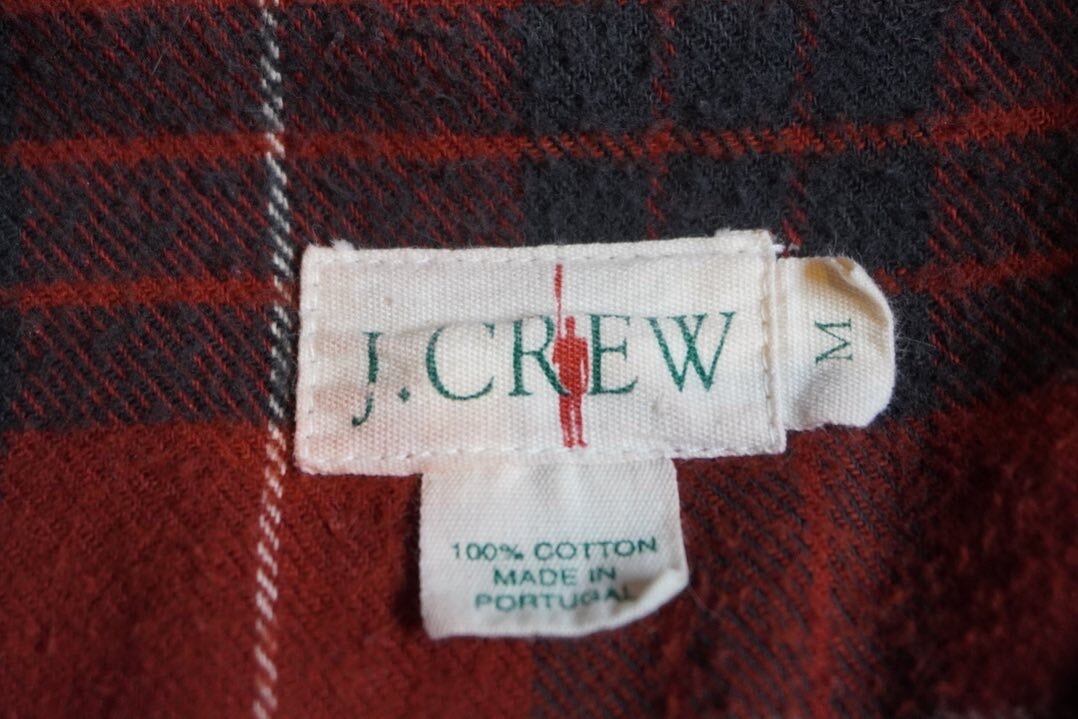 J.CREW
M
100% COTTON
MADE IN
PORTUGAL